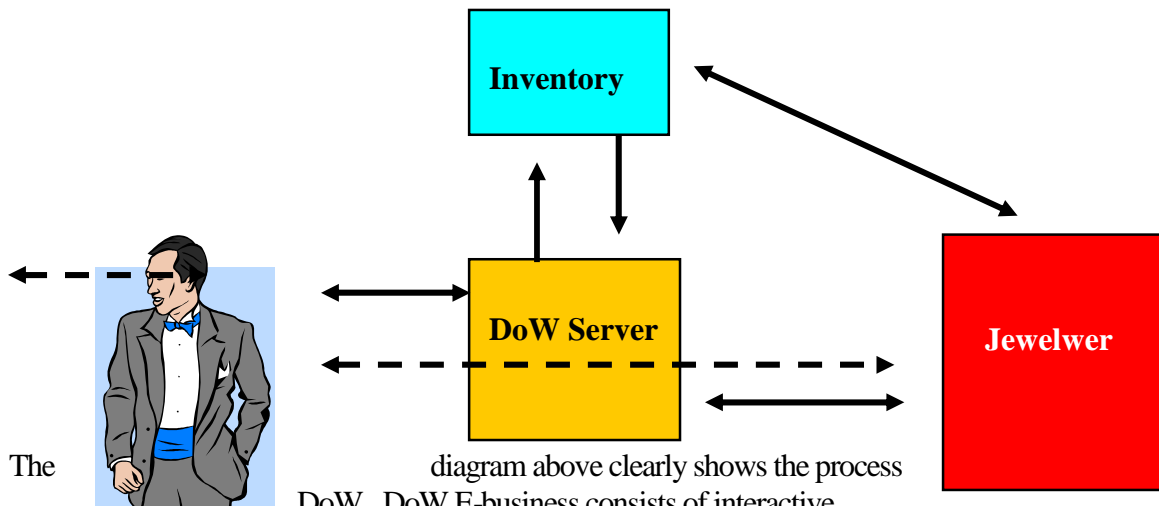 Inventory
DoW Server
Jewelwer
The diagram above clearly shows the process
DoW DoW E-business consists of interactive